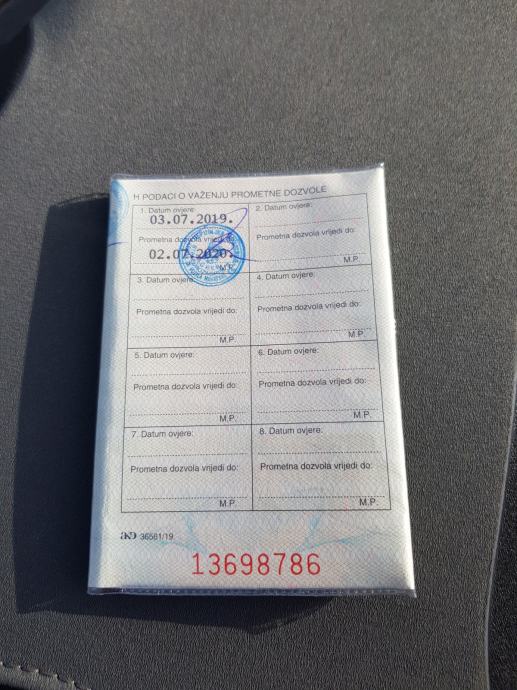 H PODACI O VAŽENJU PROMETNE DOZVOLE
1. Datum ovjere:
03.07.2019.
Prometna dozvola vrijedi do:
02.07.2020.
M.P.
2. Datum ovjere:
Prometna dozvola vrijedi do:
M.P.
3. Datum ovjere:
Prometna dozvola vrijedi do:
M.P.
4. Datum ovjere:
Prometna dozvola vrijedi do:
M.P.
5. Datum ovjere:
Prometna dozvola vrijedi do:
M.P.
6. Datum ovjere:
Prometna dozvola vrijedi do:
M.P.
7. Datum ovjere:
Prometna dozvola vrijedi do:
M.P.
8. Datum ovjere:
Prometna dozvola vrijedi do:
M.P.
AKD 36561/19
13698786